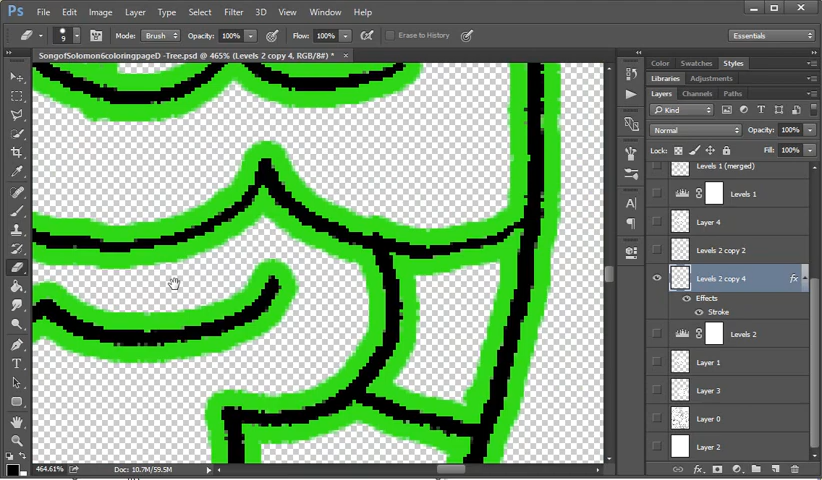 Ps File Edit Image Layer Type Select Filter 3D View Window Help
9 Mode: Brush Opacity: 100% Flow: 100% Erase to History Essentials
SongofSolomon6coloringpageD -Tree.psd @ 465% (Levels 2 copy 4, RGB/8#) * ×
Color Swatches Styles
Libraries Adjustments
Layers Channels Paths
Kind
Normal Opacity: 100%
Lock: Fill: 100%
Levels 1 (merged)
Levels 1
Layer 4
Levels 2 copy 2
Levels 2 copy 4 fx
Effects
Stroke
Levels 2
Layer 1
Layer 3
Layer 0
Layer 2
464.61% Doc: 10.7M/59.5M